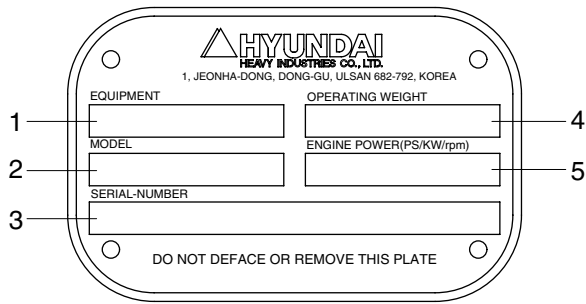 HYUNDAI
HEAVY INDUSTRIES CO., LTD.
1, JEONHA-DONG, DONG-GU, ULSAN 682-792, KOREA
EQUIPMENT OPERATING WEIGHT
1 4
MODEL ENGINE POWER(PS/KW/rpm)
2 5
SERIAL-NUMBER
3
DO NOT DEFACE OR REMOVE THIS PLATE